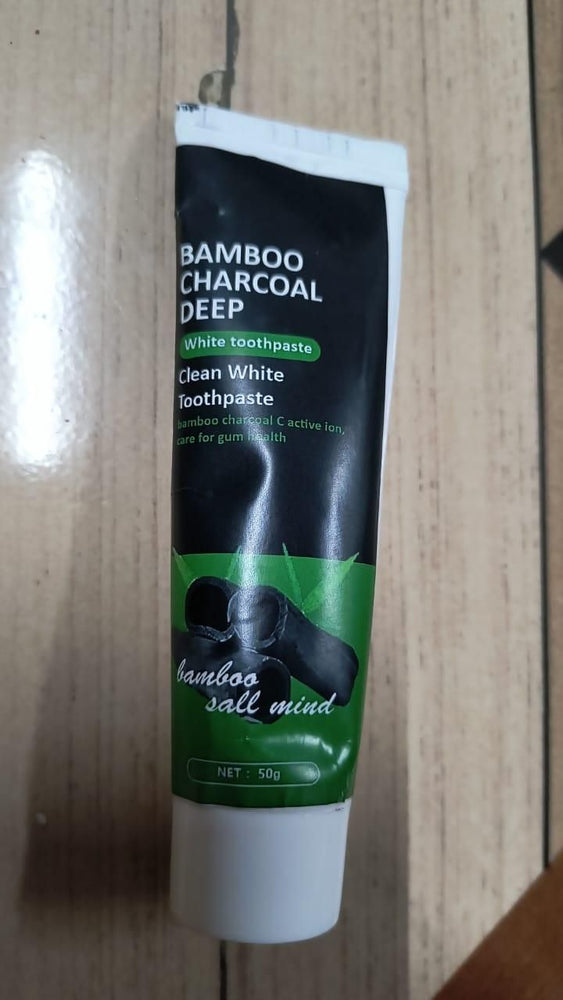 BAMBOO
CHARCOAL
DEEP
White toothpaste
Clean White
Toothpaste
bamboo charcoal C active ion,
care for gum health
bamboo
sall mind
NET : 50g